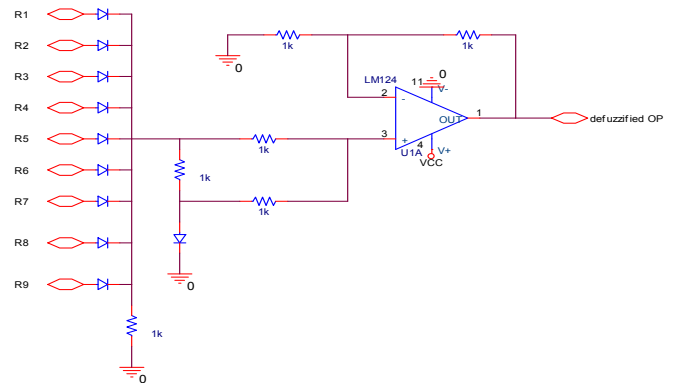 R1
R2
R3
R4
R5
R6
R7
R8
R9
0
1k
1k
LM124
11
0
V-
2
-
OUT
1
defuzzified OP
3
+
U1A
4
V+
VCC
1k
1k
1k
0
1k
0